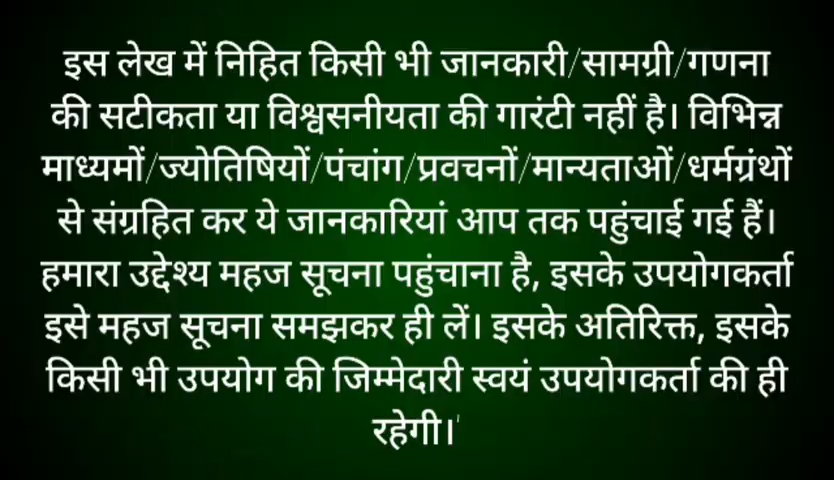 इस लेख में निहित किसी भी जानकारी/सामग्री/गणना
की सटीकता या विश्वसनीयता की गारंटी नहीं है। विभिन्न
माध्यमों/ज्योतिषियों/पंचांग/प्रवचनों/मान्यताओं/धर्मग्रंथों
से संग्रहित कर ये जानकारियां आप तक पहुंचाई गई हैं।
हमारा उद्देश्य महज सूचना पहुंचाना है, इसके उपयोगकर्ता
इसे महज सूचना समझकर ही लें। इसके अतिरिक्त, इसके
किसी भी उपयोग की जिम्मेदारी स्वयं उपयोगकर्ता की ही
रहेगी।'